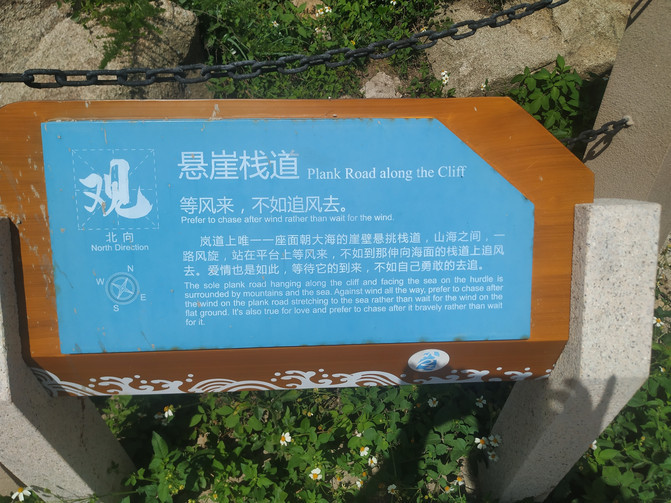 观
北向
North Direction
N
W
E
S
悬崖栈道 Plank Road along the Cliff
等风来，不如追风去。
Prefer to chase after wind rather than wait for the wind.
岚道上唯一一座面朝大海的崖壁悬挑栈道，山海之间，一
路风旋，站在平台上等风来，不如到那伸向海面的栈道上追风
去。爱情也是如此，等待它的到来，不如自己勇敢的去追。
The sole plank road hanging along the cliff and facing the sea on the hurdle is
surrounded by mountains and the sea. Against wind all the way, prefer to chase after
the wind on the plank road stretching to the sea rather than wait for the wind on the
flat ground. It's also true for love and prefer to chase after it bravely rather than wait
for it.